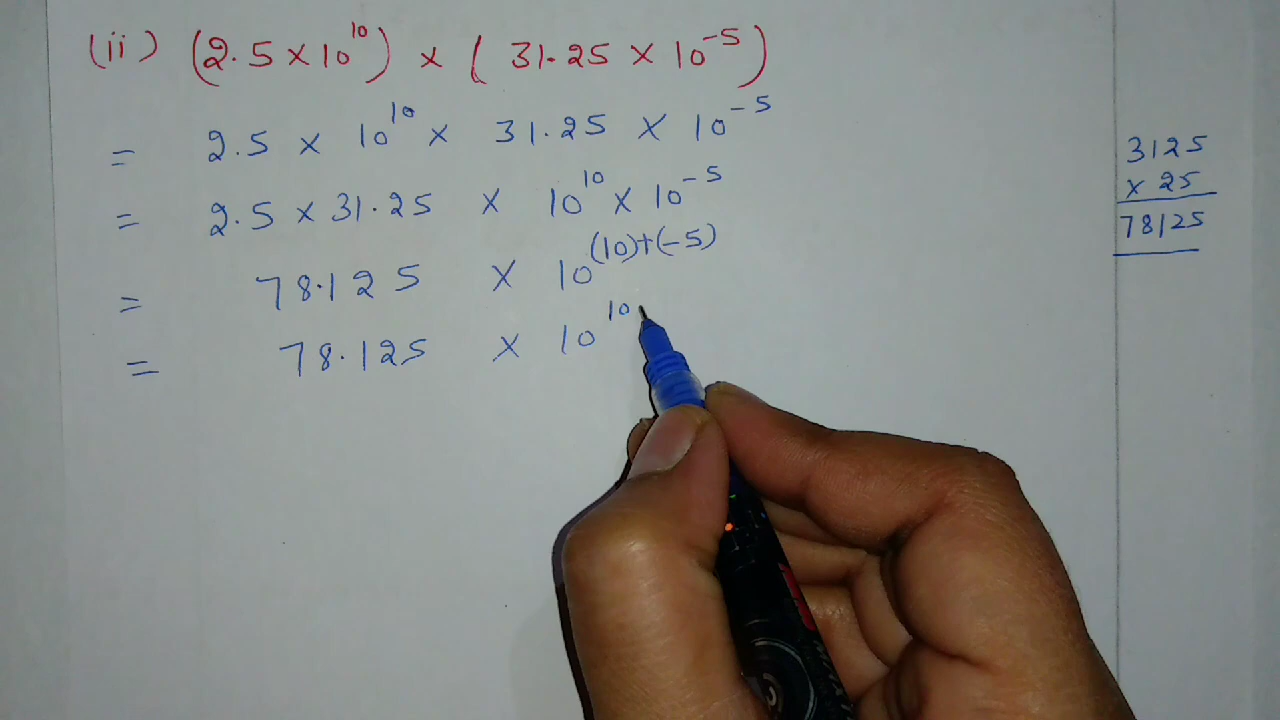 (ii) (2.5 × 10¹⁰) × (31.25 × 10⁻⁵)
= 2.5 × 10¹⁰ × 31.25 × 10⁻⁵
= 2.5 × 31.25 × 10¹⁰ × 10⁻⁵
= 78.125 × 10⁽¹⁰⁾⁺⁽⁻⁵⁾
= 78.125 × 10¹⁰
3125
× 25
78125